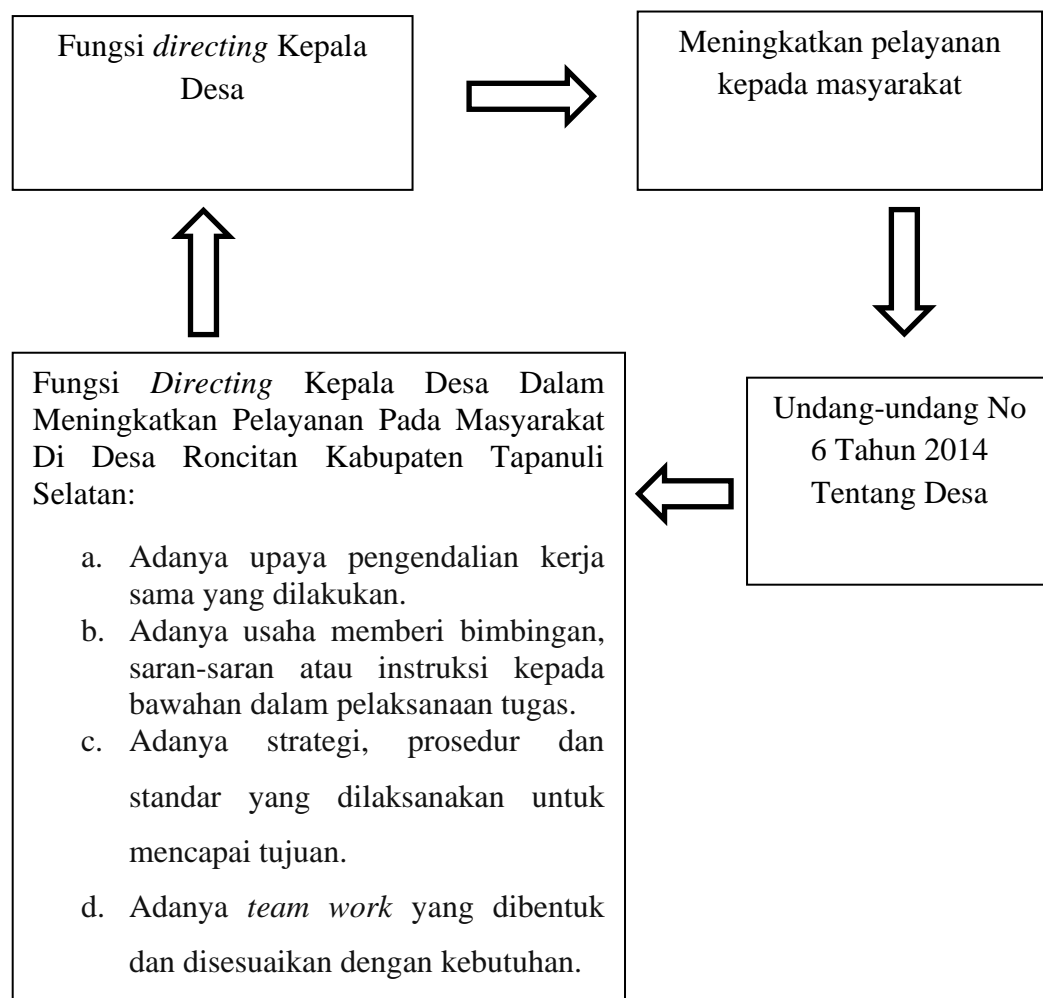 Fungsi directing Kepala
Desa
Meningkatkan pelayanan
kepada masyarakat
Undang-undang No
6 Tahun 2014
Tentang Desa
Fungsi Directing Kepala Desa Dalam
Meningkatkan Pelayanan Pada Masyarakat
Di Desa Roncitan Kabupaten Tapanuli
Selatan:
a. Adanya upaya pengendalian kerja
sama yang dilakukan.
b. Adanya usaha memberi bimbingan,
saran-saran atau instruksi kepada
bawahan dalam pelaksanaan tugas.
c. Adanya strategi, prosedur dan
standar yang dilaksanakan untuk
mencapai tujuan.
d. Adanya team work yang dibentuk
dan disesuaikan dengan kebutuhan.